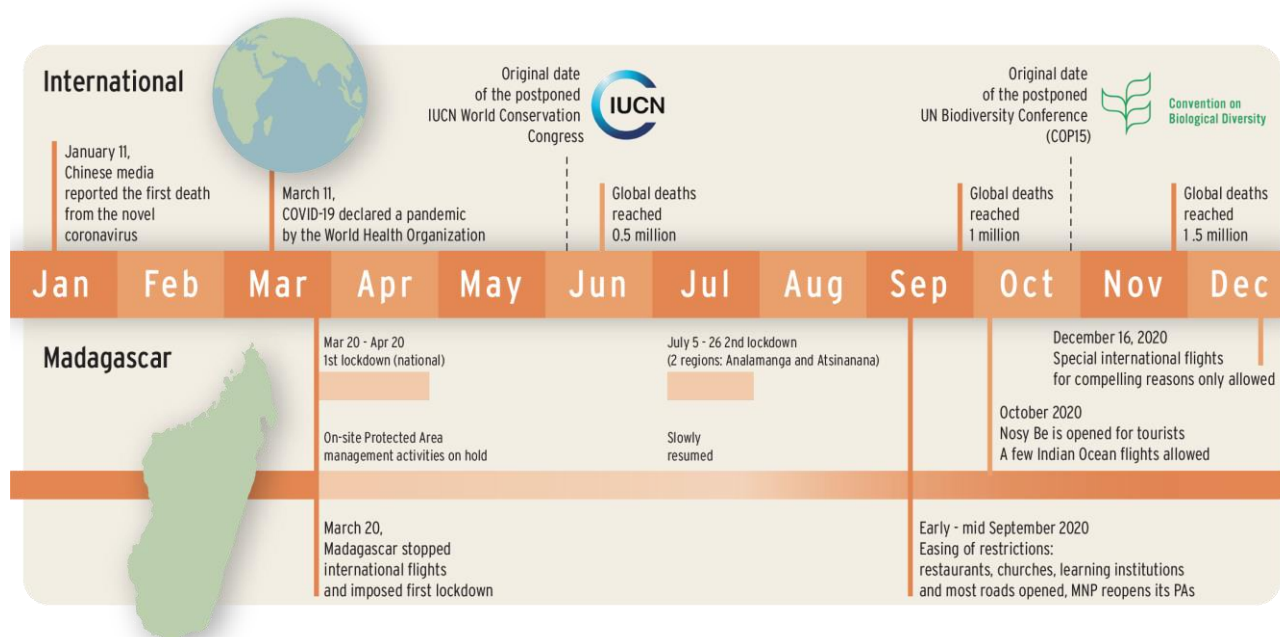 International
January 11,
Chinese media
reported the first death
from the novel
coronavirus
March 11,
COVID-19 declared a pandemic
by the World Health Organization
Original date
of the postponed
IUCN World Conservation
Congress
IUCN
Global deaths
reached
0.5 million
Original date
of the postponed
UN Biodiversity Conference
(COP15)
Convention on
Biological Diversity
Global deaths
reached
1 million
Global deaths
reached
1.5 million
Jan Feb Mar Apr May Jun Jul Aug Sep Oct Nov Dec
Madagascar
Mar 20 - Apr 20
1st lockdown (national)
On-site Protected Area
management activities on hold
March 20,
Madagascar stopped
international flights
and imposed first lockdown
July 5 - 26 2nd lockdown
(2 regions: Analamanga and Atsinanana)
Slowly
resumed
December 16, 2020
Special international flights
for compelling reasons only allowed
October 2020
Nosy Be is opened for tourists
A few Indian Ocean flights allowed
Early - mid September 2020
Easing of restrictions:
restaurants, churches, learning institutions
and most roads opened, MNP reopens its PAs